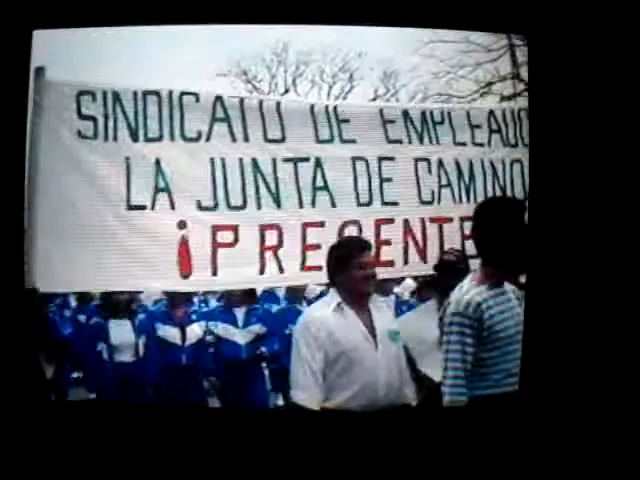 SINDICATO DE EMPLEADO
LA JUNTA DE CAMINO
¡PRESENTE